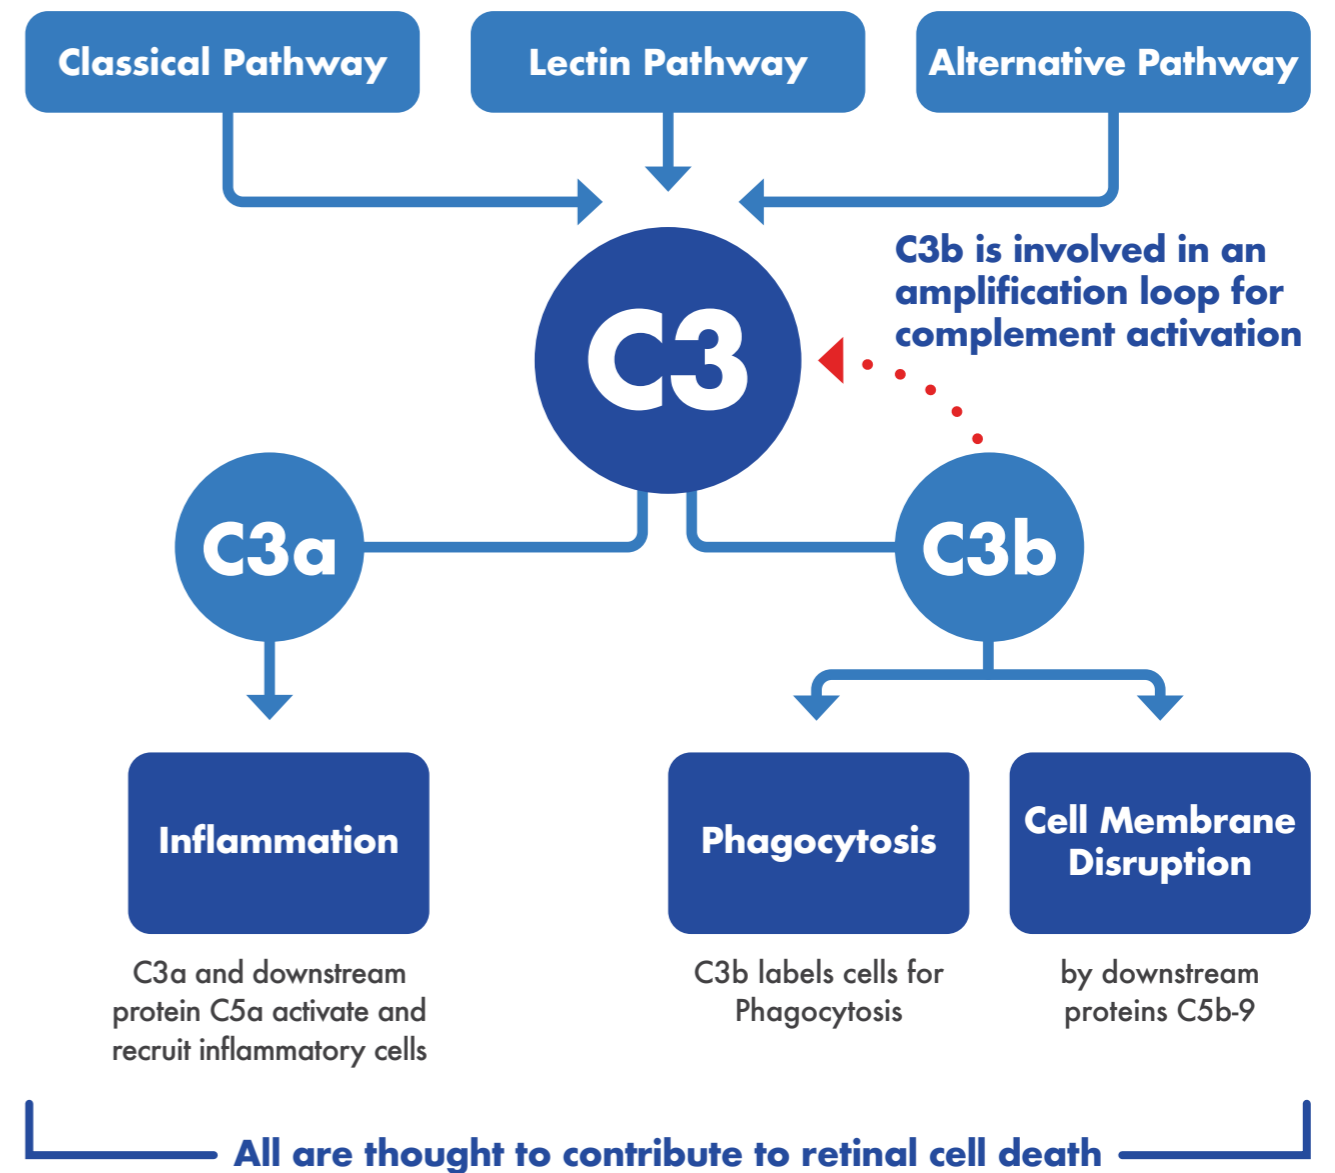 Classical Pathway
Lectin Pathway
Alternative Pathway
C3b is involved in an
amplification loop for
complement activation
C3
C3a
C3b
Inflammation
Phagocytosis
Cell Membrane
Disruption
C3a and downstream
protein C5a activate and
recruit inflammatory cells
C3b labels cells for
Phagocytosis
by downstream
proteins C5b-9
All are thought to contribute to retinal cell death